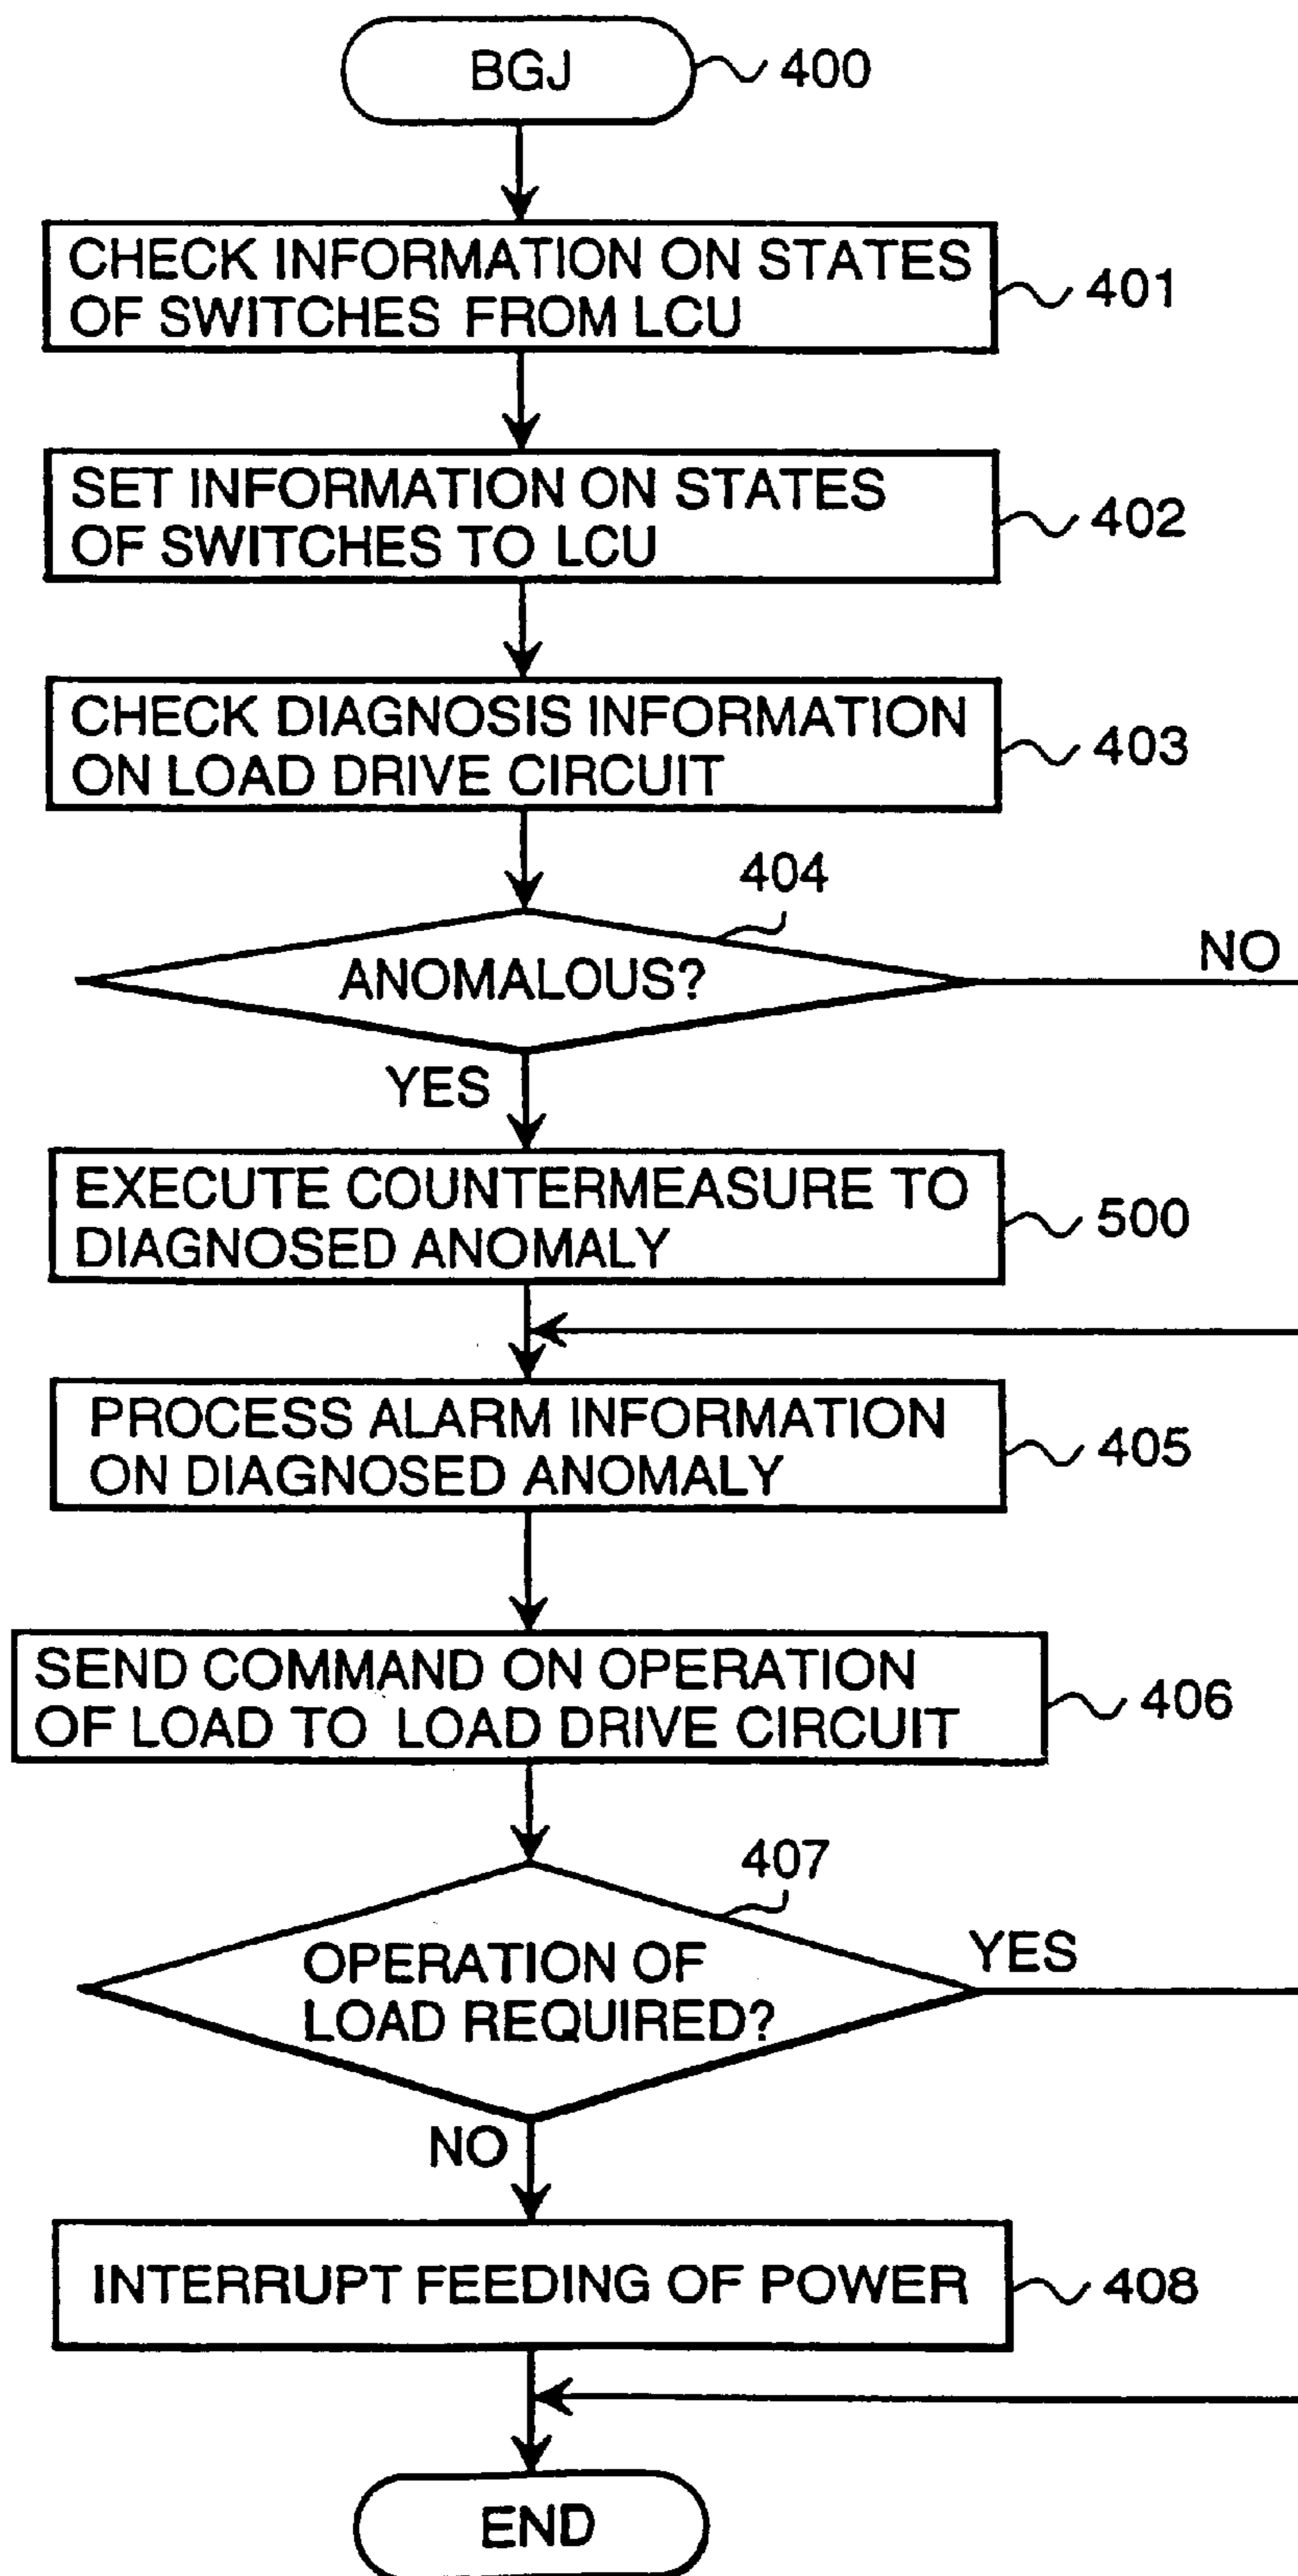 BGJ
400
CHECK INFORMATION ON STATES
OF SWITCHES FROM LCU
401
SET INFORMATION ON STATES
OF SWITCHES TO LCU
402
CHECK DIAGNOSIS INFORMATION
ON LOAD DRIVE CIRCUIT
403
404
ANOMALOUS?
NO
YES
EXECUTE COUNTERMEASURE TO
DIAGNOSED ANOMALY
500
PROCESS ALARM INFORMATION
ON DIAGNOSED ANOMALY
405
SEND COMMAND ON OPERATION
OF LOAD TO LOAD DRIVE CIRCUIT
406
407
OPERATION OF
LOAD REQUIRED?
YES
NO
INTERRUPT FEEDING OF POWER
408
END